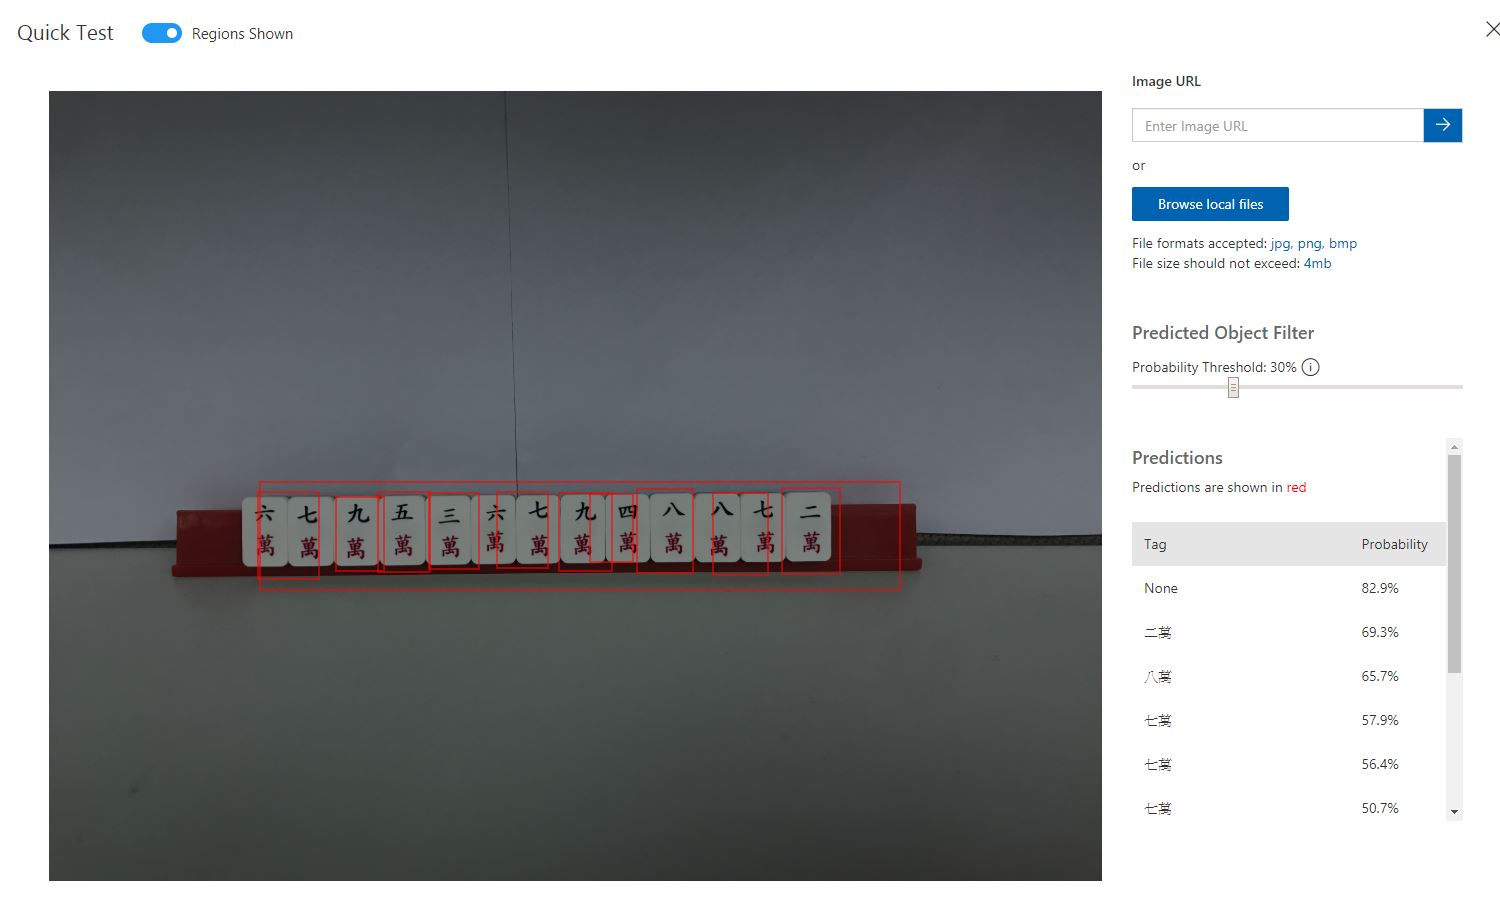 Quick Test
Regions Shown
Image URL
Enter Image URL
or
Browse local files
File formats accepted: jpg, png, bmp
File size should not exceed: 4mb
Predicted Object Filter
Probability Threshold: 30%
Predictions
Predictions are shown in red
Tag Probability
None 82.9%
二萬 69.3%
八萬 65.7%
七萬 57.9%
七萬 56.4%
七萬 50.7%
六 七 九 五 三 六 七 九 四 八 八 七 二
萬 萬 萬 萬 萬 萬 萬 萬 萬 萬 萬 萬 萬